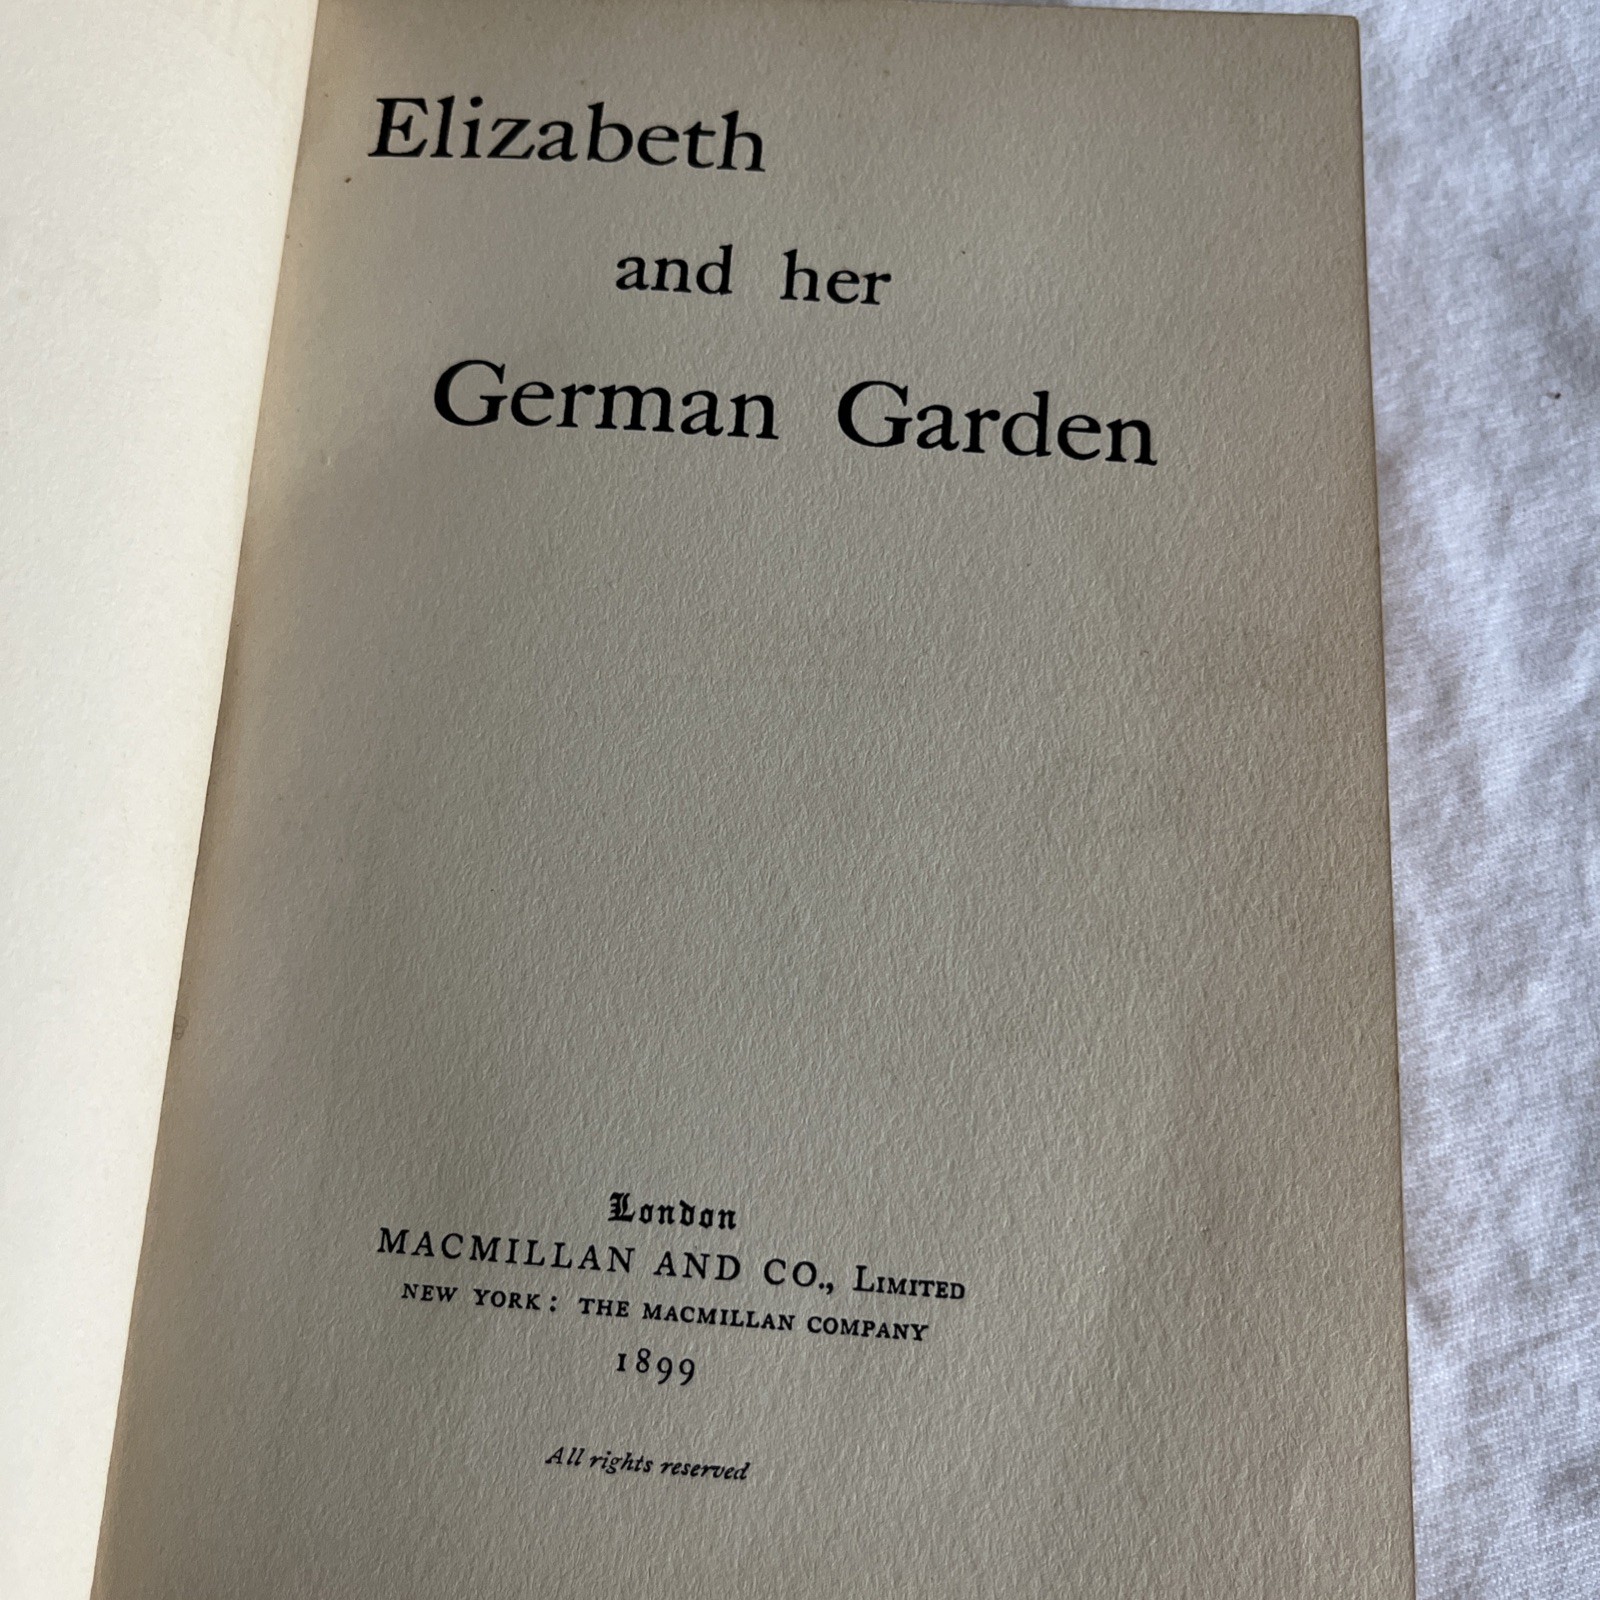 Elizabeth
and her
German Garden
London
MACMILLAN AND CO., LIMITED
NEW YORK: THE MACMILLAN COMPANY
1899
All rights reserved